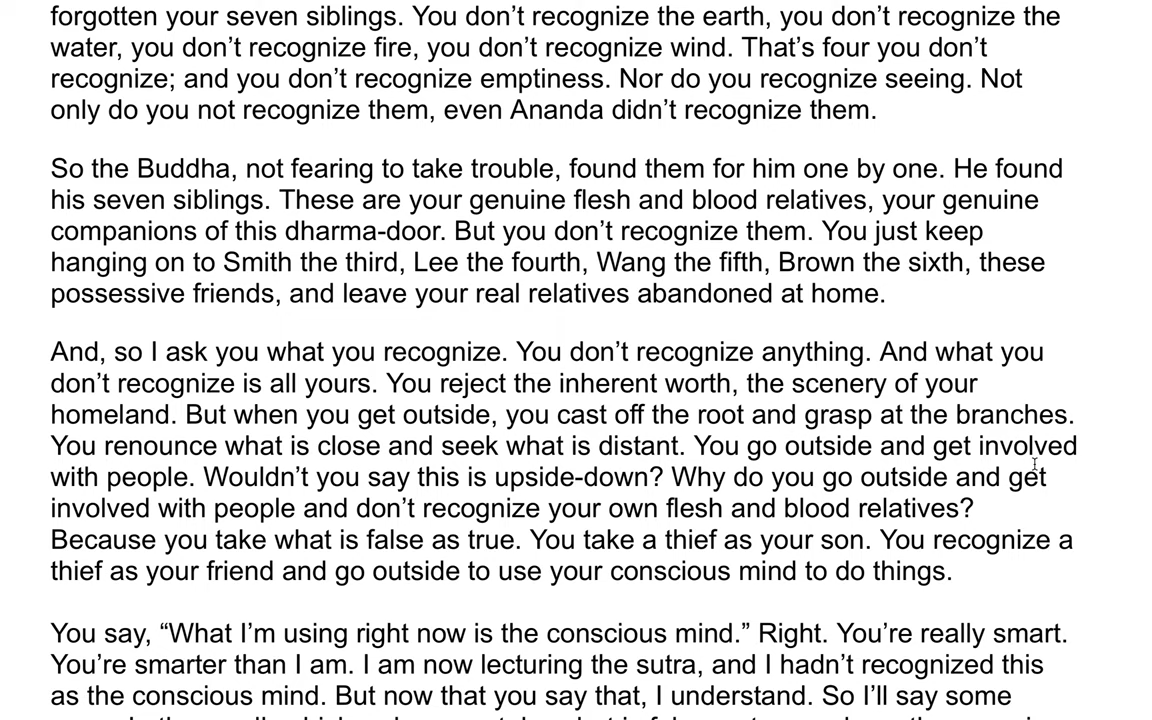 forgotten your seven siblings. You don’t recognize the earth, you don’t recognize the
water, you don’t recognize fire, you don’t recognize wind. That’s four you don’t
recognize; and you don’t recognize emptiness. Nor do you recognize seeing. Not
only do you not recognize them, even Ananda didn’t recognize them.
So the Buddha, not fearing to take trouble, found them for him one by one. He found
his seven siblings. These are your genuine flesh and blood relatives, your genuine
companions of this dharma-door. But you don’t recognize them. You just keep
hanging on to Smith the third, Lee the fourth, Wang the fifth, Brown the sixth, these
possessive friends, and leave your real relatives abandoned at home.
And, so I ask you what you recognize. You don’t recognize anything. And what you
don’t recognize is all yours. You reject the inherent worth, the scenery of your
homeland. But when you get outside, you cast off the root and grasp at the branches.
You renounce what is close and seek what is distant. You go outside and get involved
with people. Wouldn’t you say this is upside-down? Why do you go outside and get
involved with people and don’t recognize your own flesh and blood relatives?
Because you take what is false as true. You take a thief as your son. You recognize a
thief as your friend and go outside to use your conscious mind to do things.
You say, “What I’m using right now is the conscious mind.” Right. You’re really smart.
You’re smarter than I am. I am now lecturing the sutra, and I hadn’t recognized this
as the conscious mind. But now that you say that, I understand. So I’ll say some